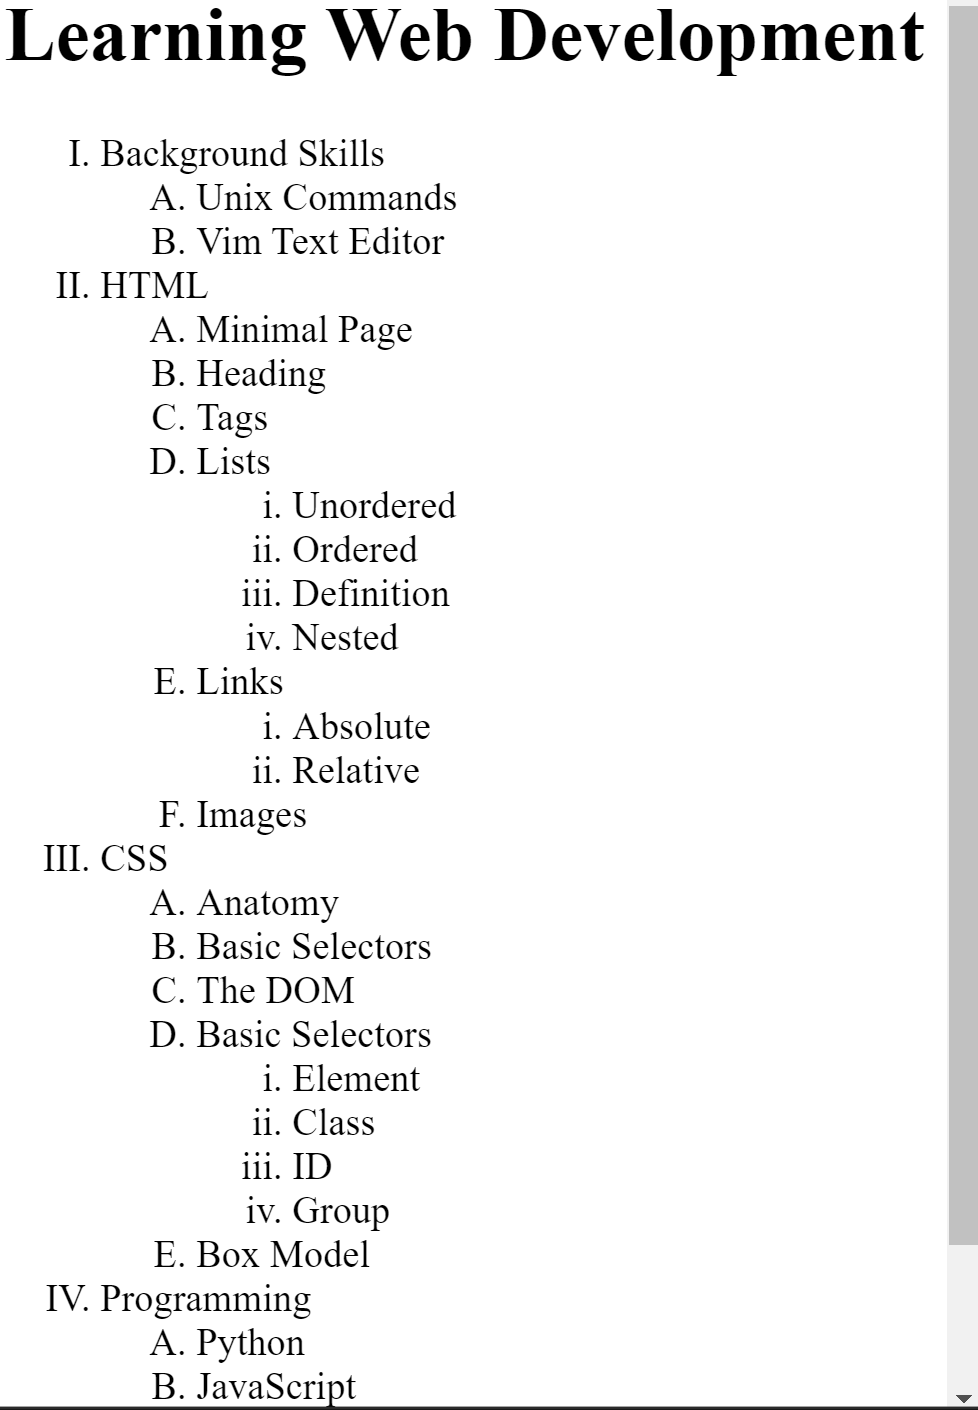 Learning Web Development
I. Background Skills
A. Unix Commands
B. Vim Text Editor
II. HTML
A. Minimal Page
B. Heading
C. Tags
D. Lists
i. Unordered
ii. Ordered
iii. Definition
iv. Nested
E. Links
i. Absolute
ii. Relative
F. Images
III. CSS
A. Anatomy
B. Basic Selectors
C. The DOM
D. Basic Selectors
i. Element
ii. Class
iii. ID
iv. Group
E. Box Model
IV. Programming
A. Python
B. JavaScript